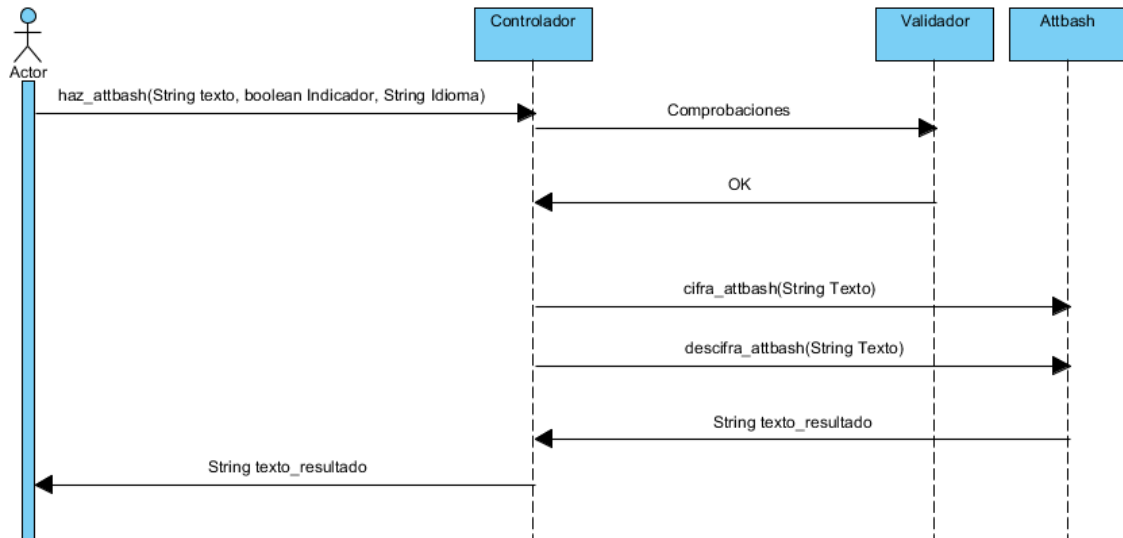 Controlador
Validador
Attbash
Actor
haz_attbash(String texto, boolean Indicador, String Idioma)
Comprobaciones
OK
cifra_attbash(String Texto)
descifra_attbash(String Texto)
String texto_resultado
String texto_resultado